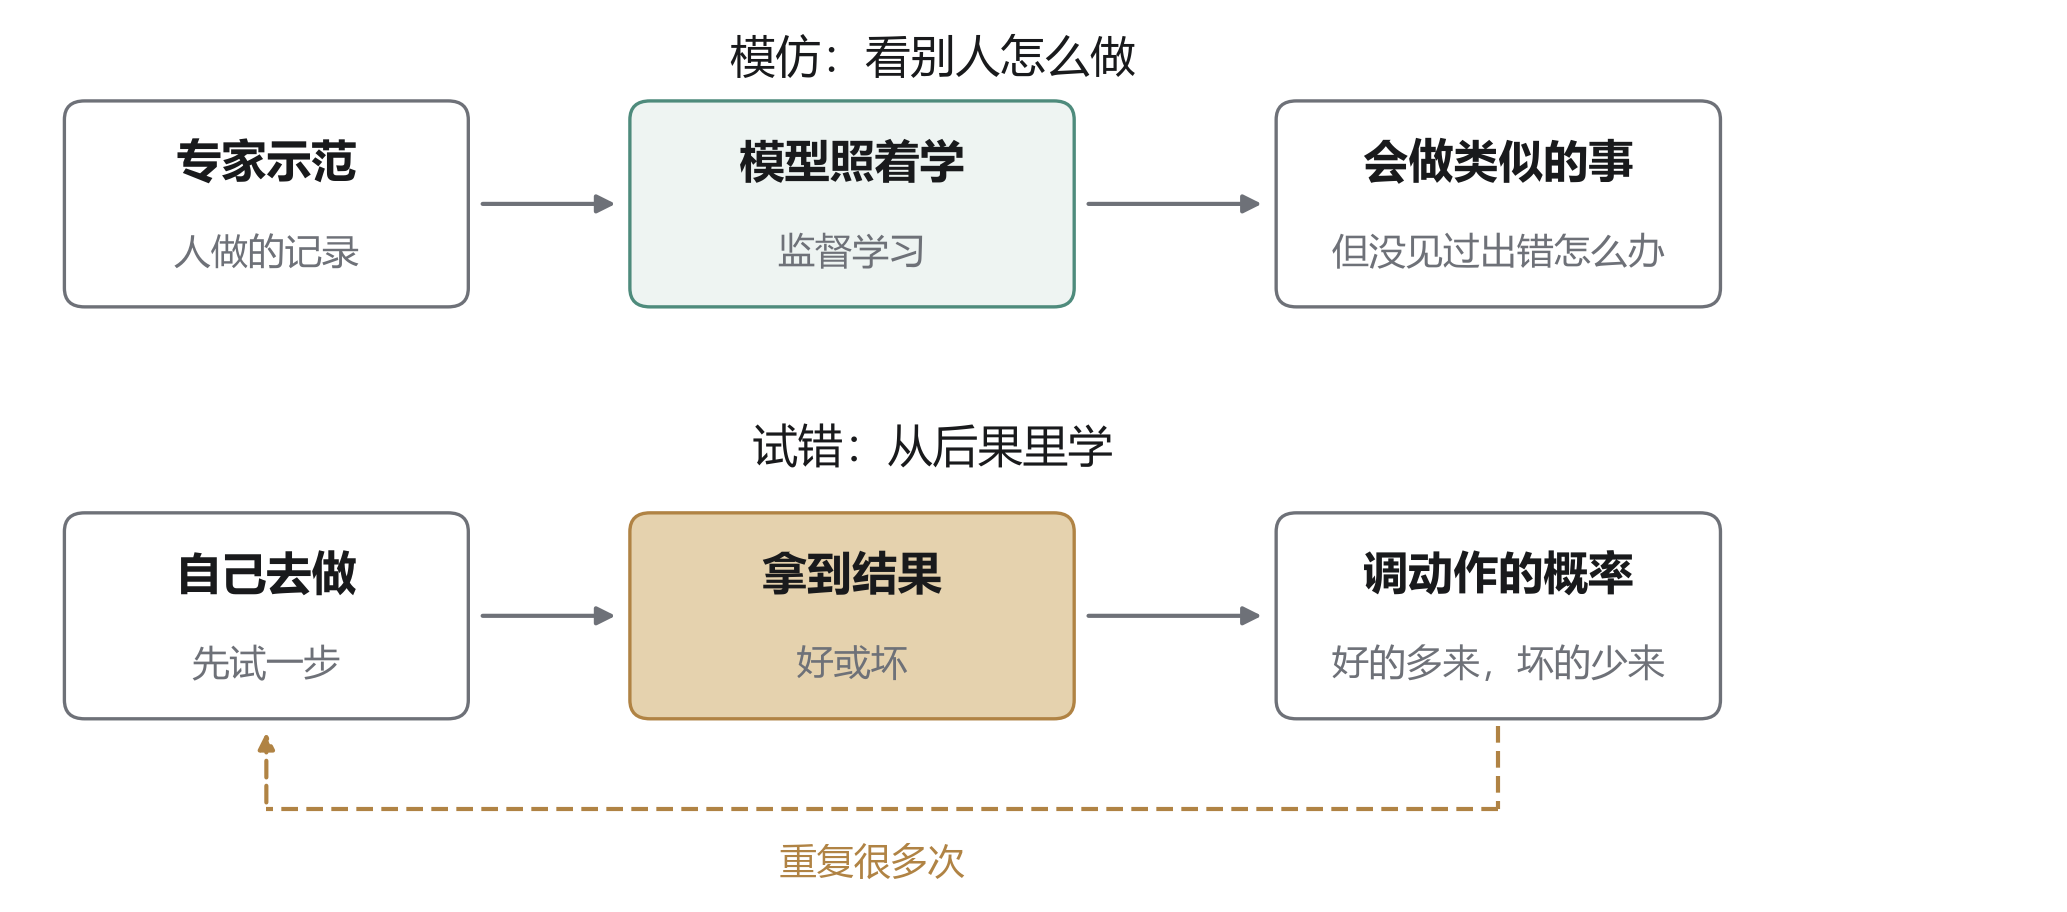 模仿：看别人怎么做
专家示范
人做的记录
模型照着学
监督学习
会做类似的事
但没见过出错怎么办
试错：从后果里学
自己去做
先试一步
拿到结果
好或坏
调动作的概率
好的多来，坏的少来
重复很多次